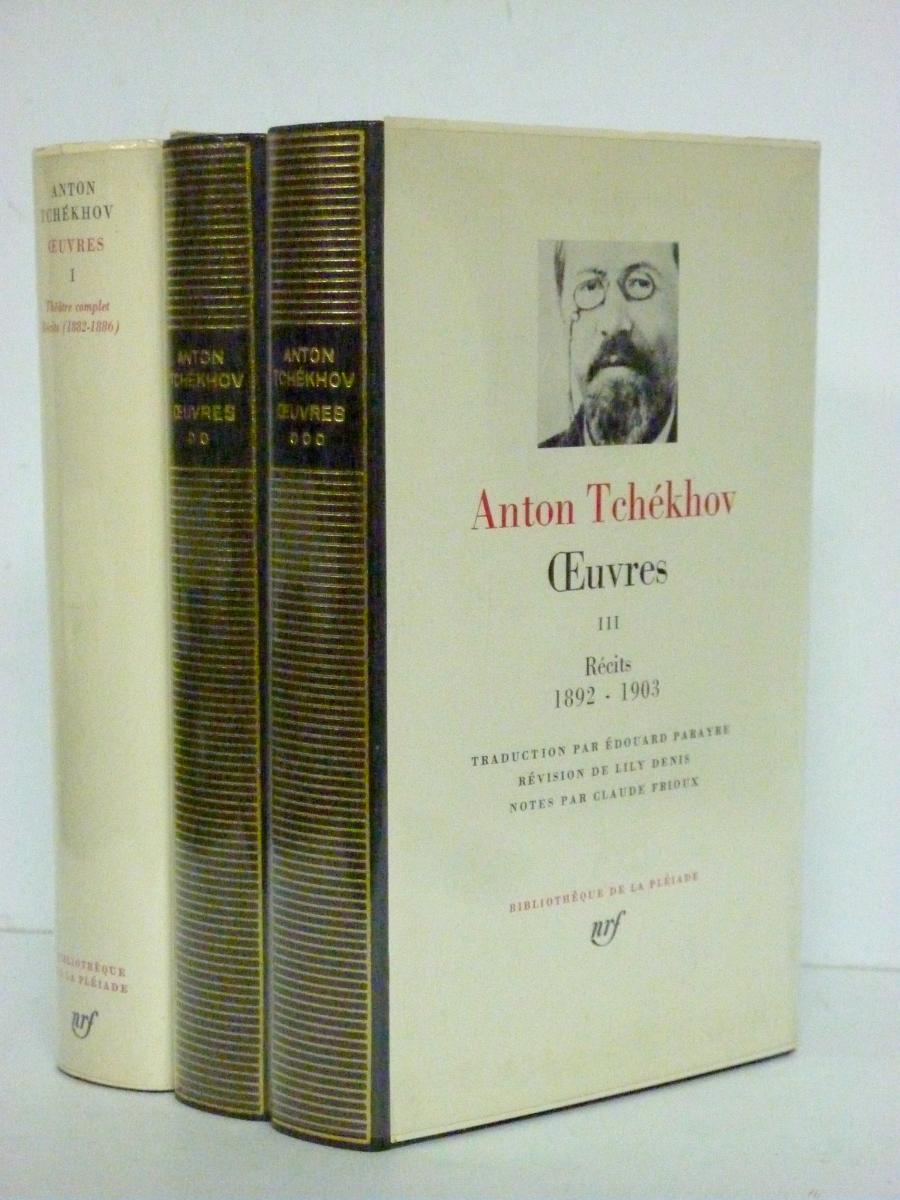 ANTON
TCHÉKHOV
ŒUVRES
I
Théâtre complet
Récits (1882-1886)
BIBLIOTHÈQUE
DE LA PLÉIADE
nrf
ANTON
TCHÉKHOV
ŒUVRES
ANTON
TCHÉKHOV
ŒUVRES
Anton Tchékhov
Œuvres
III
Récits
1892 - 1903
TRADUCTION PAR ÉDOUARD PARAYRE
RÉVISION DE LILY DENIS
NOTES PAR CLAUDE FRIOUX
BIBLIOTHÈQUE DE LA PLÉIADE
nrf